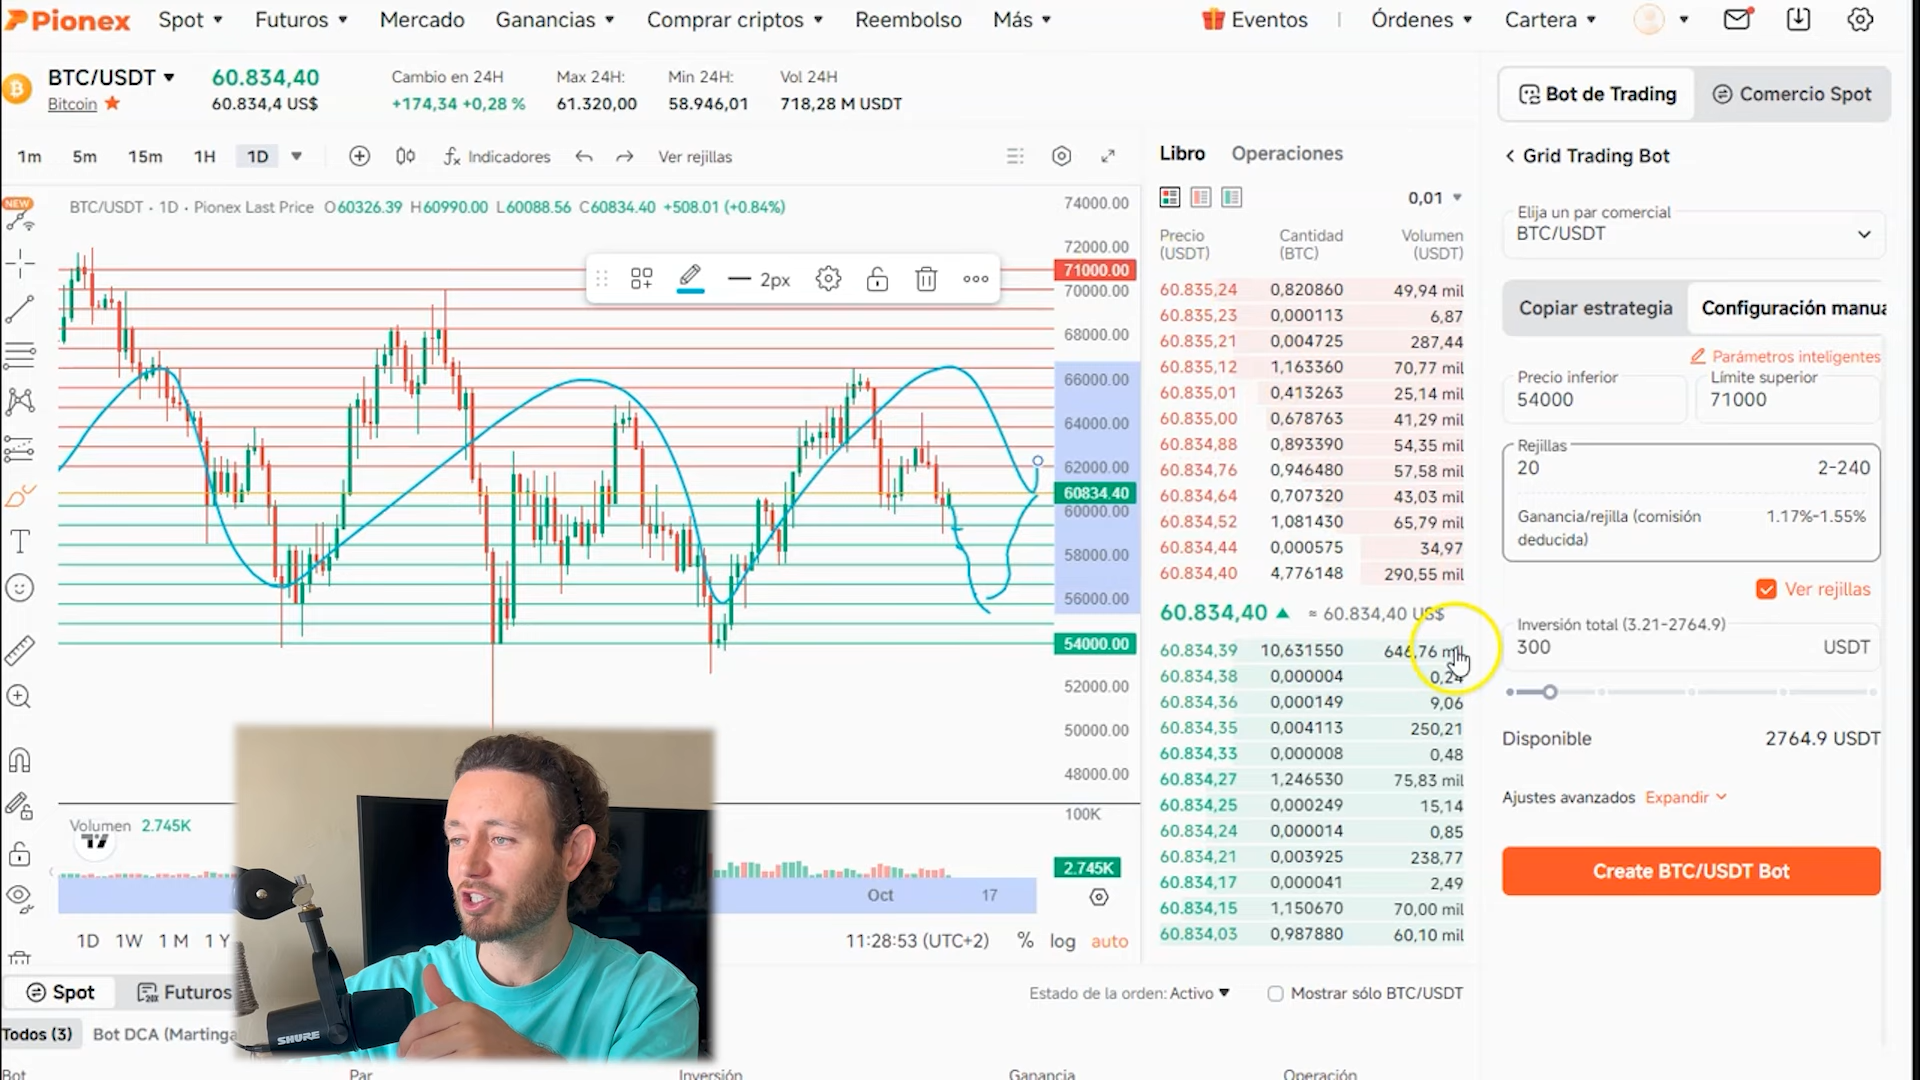 Pionex
Spot
Futuros
Mercado
Ganancias
Comprar criptos
Reembolso
Más
Eventos
Órdenes
Cartera
BTC/USDT
60.834,40
Bitcoin
60.834,4 US$
Cambio en 24H
+174,34 +0,28 %
Max 24H:
61.320,00
Min 24H:
58.946,01
Vol 24H
718,28 M USDT
Bot de Trading
Comercio Spot
1m 5m 15m 1H 1D
Indicadores
Ver rejillas
BTC/USDT · 1D · Pionex Last Price O60326.39 H60990.00 L60088.56 C60834.40 +508.01 (+0.84%)
NEW
2px
74000.00
72000.00
71000.00
70000.00
68000.00
66000.00
64000.00
62000.00
60834.40
60000.00
58000.00
56000.00
54000.00
52000.00
50000.00
48000.00
100K
2.745K
Volumen 2.745K
Oct 17
1D 1W 1M 1Y
11:28:53 (UTC+2) % log auto
Libro Operaciones
0,01
Precio (USDT) Cantidad (BTC) Volumen (USDT)
60.835,24 0,820860 49,94 mil
60.835,23 0,000113 6,87
60.835,21 0,004725 287,44
60.835,12 1,163360 70,77 mil
60.835,01 0,413263 25,14 mil
60.835,00 0,678763 41,29 mil
60.834,88 0,893390 54,35 mil
60.834,76 0,946480 57,58 mil
60.834,64 0,707320 43,03 mil
60.834,52 1,081430 65,79 mil
60.834,44 0,000575 34,97
60.834,40 4,776148 290,55 mil
60.834,40 ≈ 60.834,40 US$
60.834,39 10,631550 646,76 mil
60.834,38 0,000004 0,24
60.834,36 0,000149 9,06
60.834,35 0,004113 250,21
60.834,33 0,000008 0,48
60.834,27 1,246530 75,83 mil
60.834,25 0,000249 15,14
60.834,24 0,000014 0,85
60.834,21 0,003925 238,77
60.834,17 0,000041 2,49
60.834,15 1,150670 70,00 mil
60.834,03 0,987880 60,10 mil
Grid Trading Bot
Elija un par comercial
BTC/USDT
Copiar estrategia
Configuración manua
Parámetros inteligentes
Precio inferior
54000
Límite superior
71000
Rejillas
20 2-240
Ganancia/rejilla (comisión deducida) 1.17%-1.55%
Ver rejillas
Inversión total (3.21-2764.9)
300 USDT
Disponible 2764.9 USDT
Ajustes avanzados Expandir
Create BTC/USDT Bot
Spot
Futuros
Estado de la orden: Activo
Mostrar sólo BTC/USDT
Todos (3)
Bot DCA (Martinga
SHURE
Bot Par Inversión Ganancia Operación